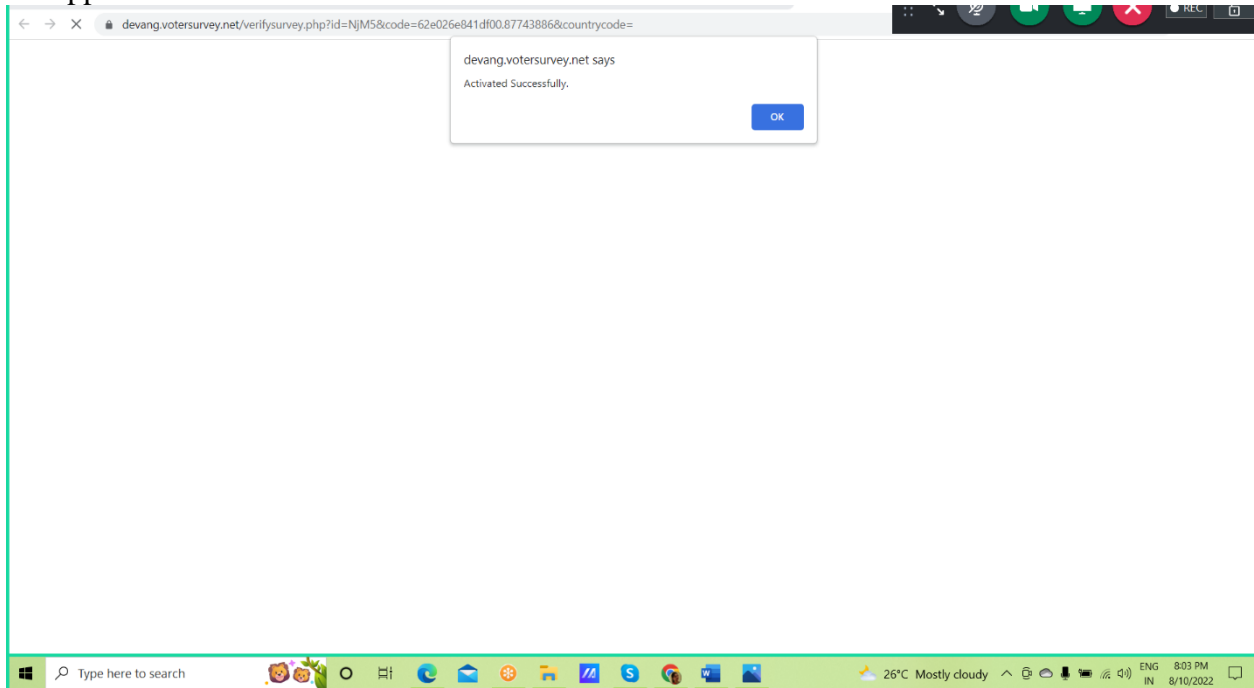 devang.votersurvey.net/verifysurvey.php?id=NjM5&code=62e026e841df00.87743886&countrycode=
REC
devang.votersurvey.net says
Activated Successfully.
OK
Type here to search
26°C Mostly cloudy
ENG
IN
8:03 PM
8/10/2022